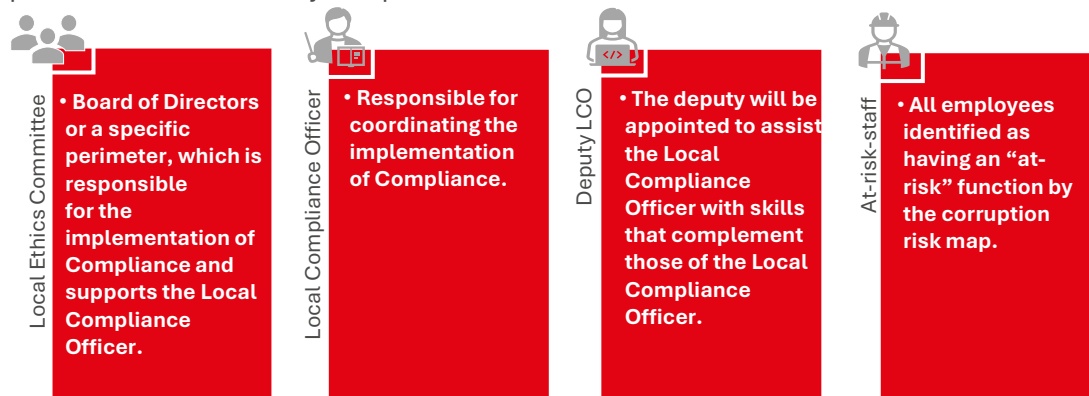 Local Ethics Committee
• Board of Directors
or a specific
perimeter, which is
responsible
for the
implementation of
Compliance and
supports the Local
Compliance
Officer.
Local Compliance Officer
• Responsible for
coordinating the
implementation
of Compliance.
Deputy LCO
</>
• The deputy will be
appointed to assist
the Local
Compliance
Officer with skills
that complement
those of the Local
Compliance
Officer.
At-risk-staff
• All employees
identified as
having an “at-
risk” function by
the corruption
risk map.